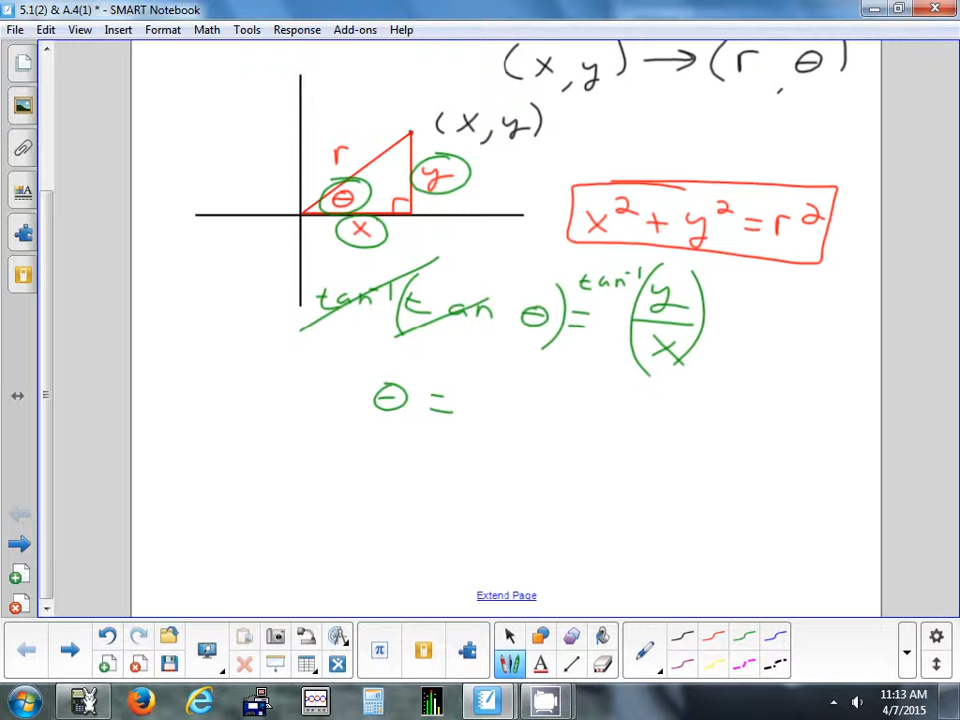 5.1(2) & A.4(1) * - SMART Notebook
File Edit View Insert Format Math Tools Response Add-ons Help
(x, y) → (r, θ)
(x, y)
r
θ
y
x
x² + y² = r²
tan⁻¹(tan θ) = tan⁻¹(y/x)
θ =
Extend Page
π
A
11:13 AM
4/7/2015